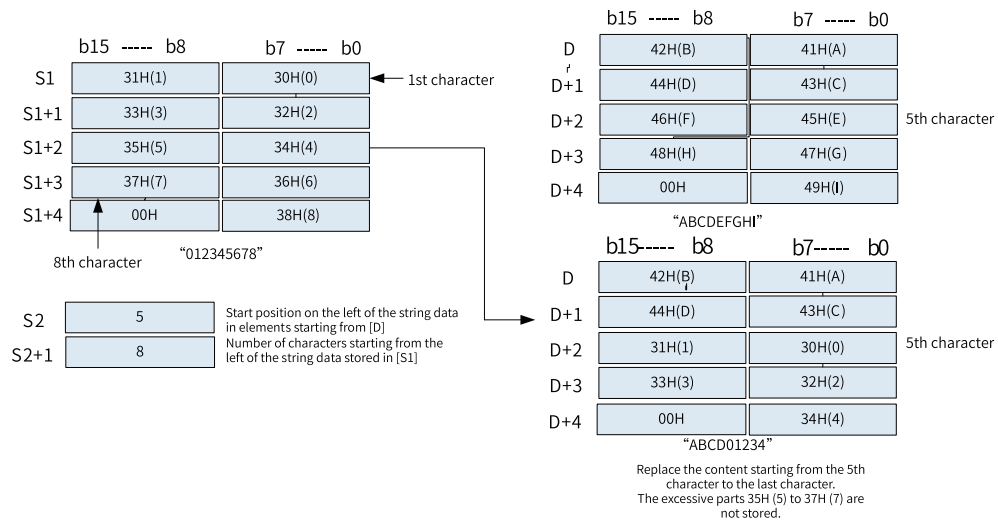 b15 ----- b8 b7 ----- b0
S1 31H(1) 30H(0) 1st character
S1+1 33H(3) 32H(2)
S1+2 35H(5) 34H(4)
S1+3 37H(7) 36H(6)
S1+4 00H 38H(8)
8th character
“012345678”
S2 5 Start position on the left of the string data
in elements starting from [D]
S2+1 8 Number of characters starting from the
left of the string data stored in [S1]
b15 ----- b8 b7 ----- b0
D 42H(B) 41H(A)
D+1 44H(D) 43H(C)
D+2 46H(F) 45H(E) 5th character
D+3 48H(H) 47H(G)
D+4 00H 49H(I)
“ABCDEFGHI”
b15----- b8 b7----- b0
D 42H(B) 41H(A)
D+1 44H(D) 43H(C)
D+2 31H(1) 30H(0) 5th character
D+3 33H(3) 32H(2)
D+4 00H 34H(4)
“ABCD01234”
Replace the content starting from the 5th
character to the last character.
The excessive parts 35H (5) to 37H (7) are
not stored.